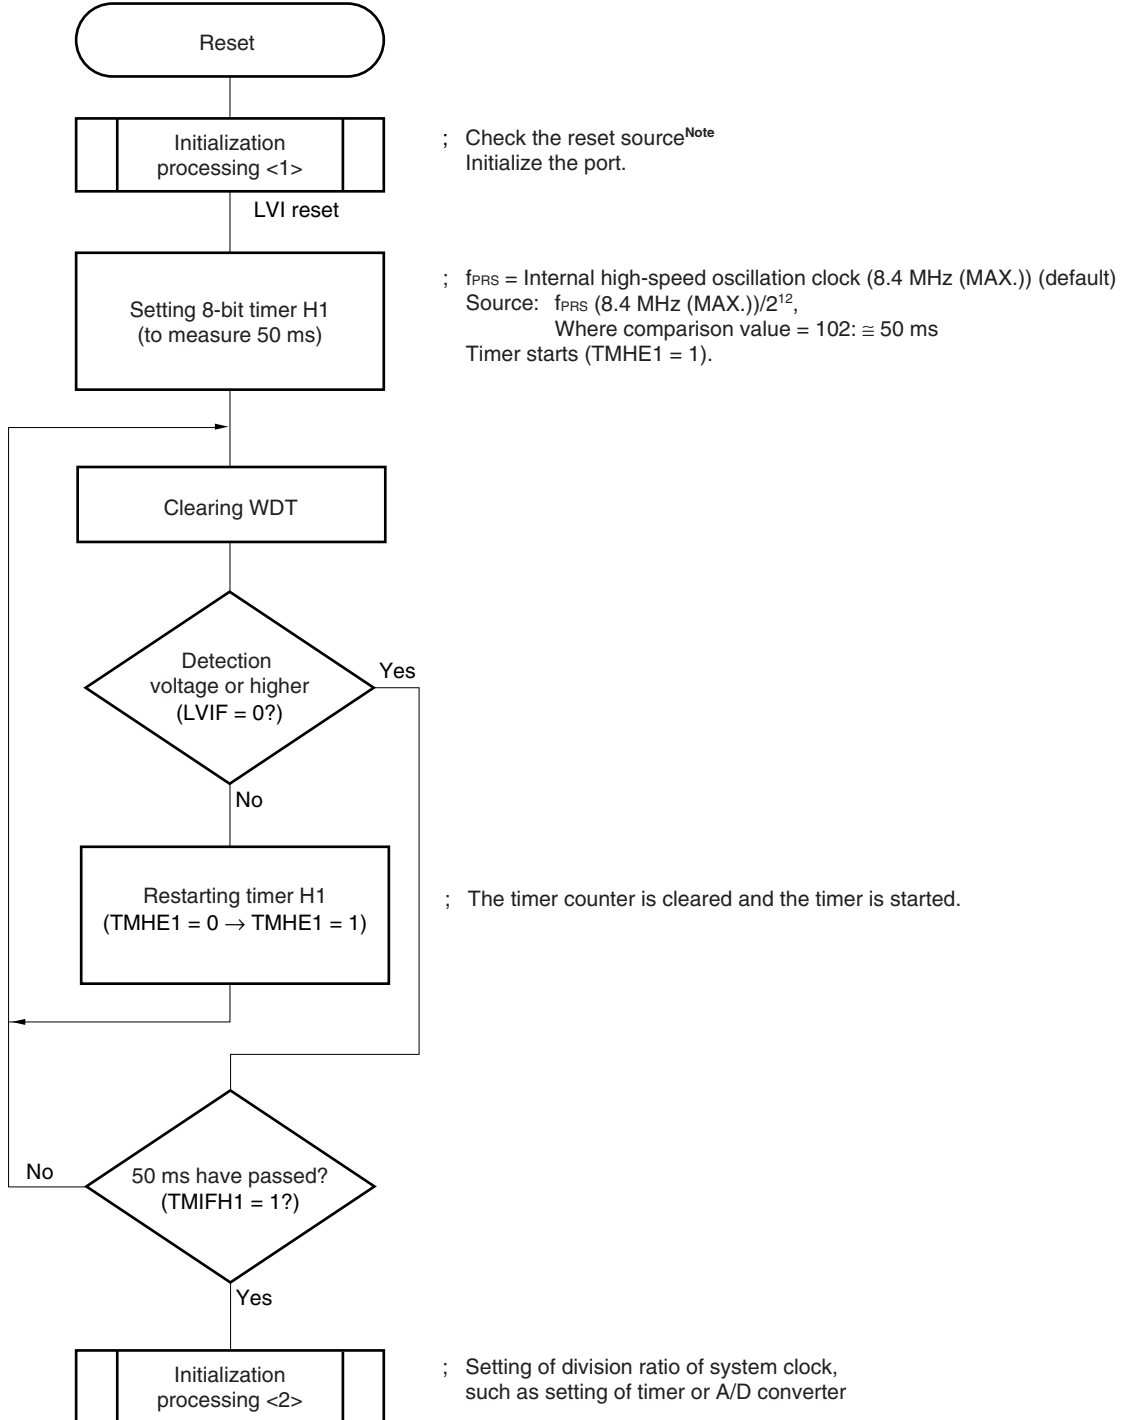 Reset
Initialization
processing <1>
; Check the reset source^Note
Initialize the port.
LVI reset
Setting 8-bit timer H1
(to measure 50 ms)
; fPRS = Internal high-speed oscillation clock (8.4 MHz (MAX.)) (default)
Source: fPRS (8.4 MHz (MAX.))/2^12,
Where comparison value = 102: ≅ 50 ms
Timer starts (TMHE1 = 1).
Clearing WDT
Detection
voltage or higher
(LVIF = 0?)
Yes
No
Restarting timer H1
(TMHE1 = 0 → TMHE1 = 1)
; The timer counter is cleared and the timer is started.
50 ms have passed?
(TMIFH1 = 1?)
No
Yes
Initialization
processing <2>
; Setting of division ratio of system clock,
such as setting of timer or A/D converter